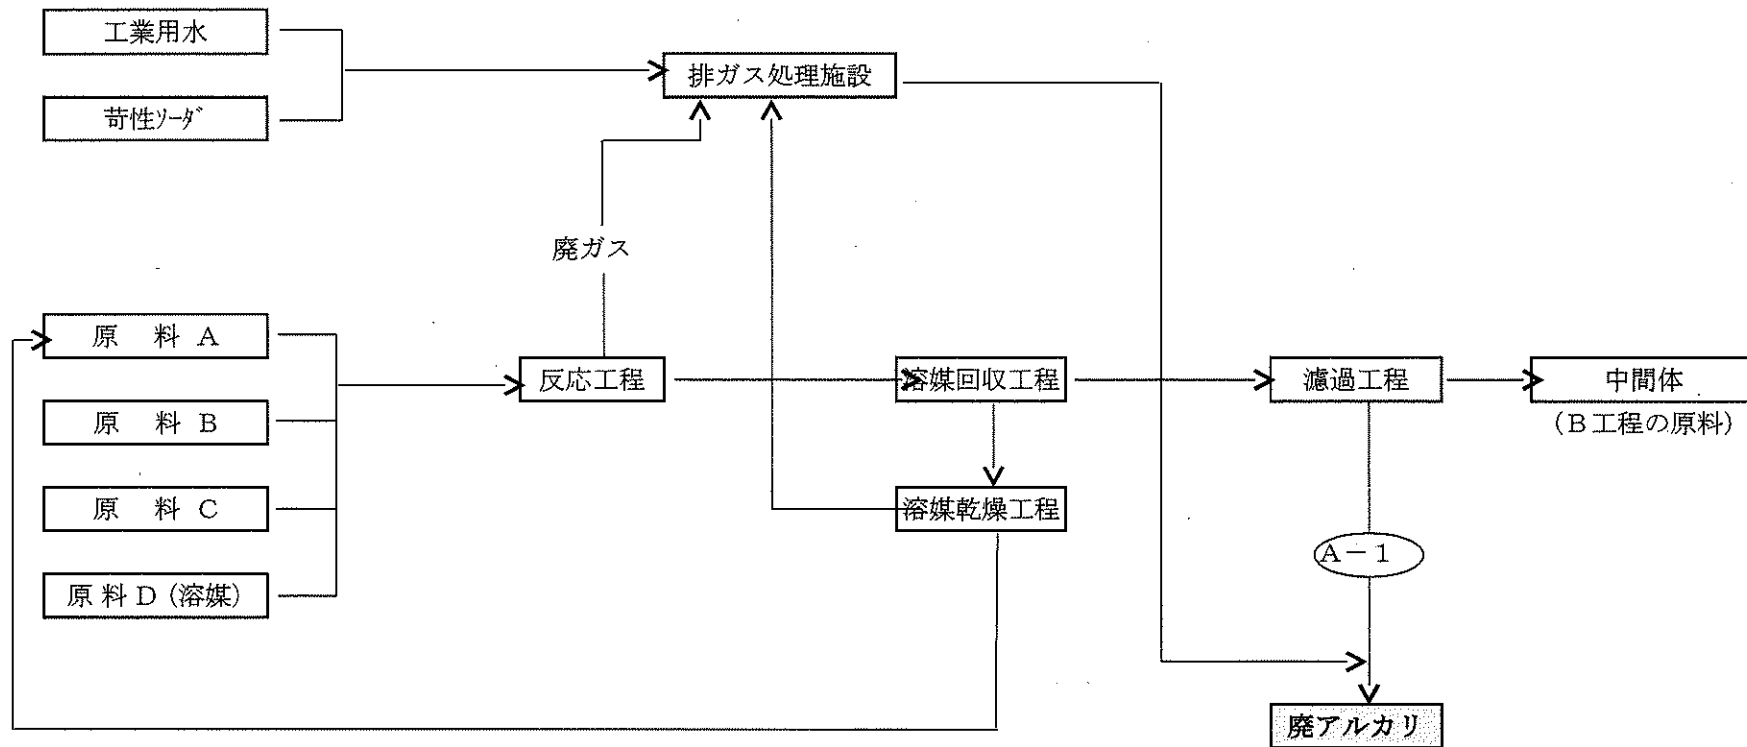 工業用水
排ガス処理施設
苛性ｿｰﾀﾞ
廃ガス
原　料 A
反応工程
溶媒回収工程
濾過工程
中間体
(B工程の原料)
原　料 B
原　料 C
溶媒乾燥工程
A－1
原 料 D (溶媒)
廃アルカリ